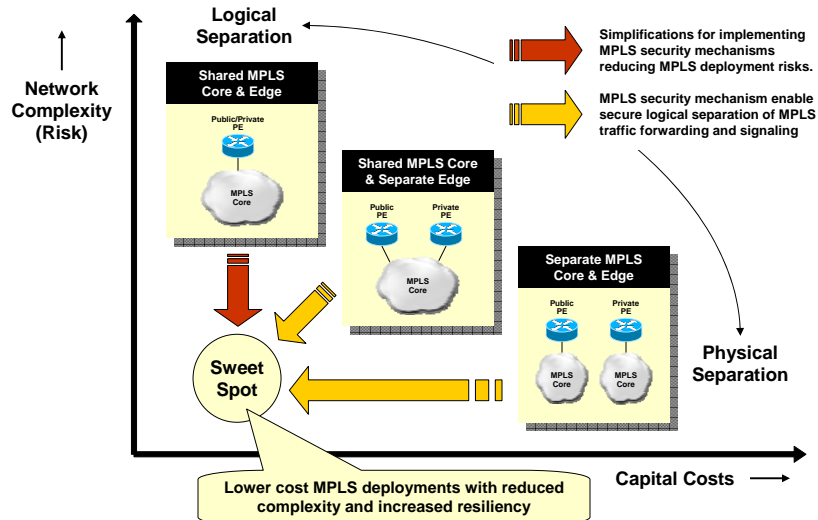 Logical
Separation
Network
Complexity
(Risk)
Simplifications for implementing
MPLS security mechanisms
reducing MPLS deployment risks.
MPLS security mechanism enable
secure logical separation of MPLS
traffic forwarding and signaling
Shared MPLS
Core & Edge
Public/Private
PE
MPLS
Core
Shared MPLS Core
& Separate Edge
Public
PE
Private
PE
MPLS
Core
Separate MPLS
Core & Edge
Public
PE
Private
PE
MPLS
Core
MPLS
Core
Physical
Separation
Sweet
Spot
Capital Costs
Lower cost MPLS deployments with reduced
complexity and increased resiliency